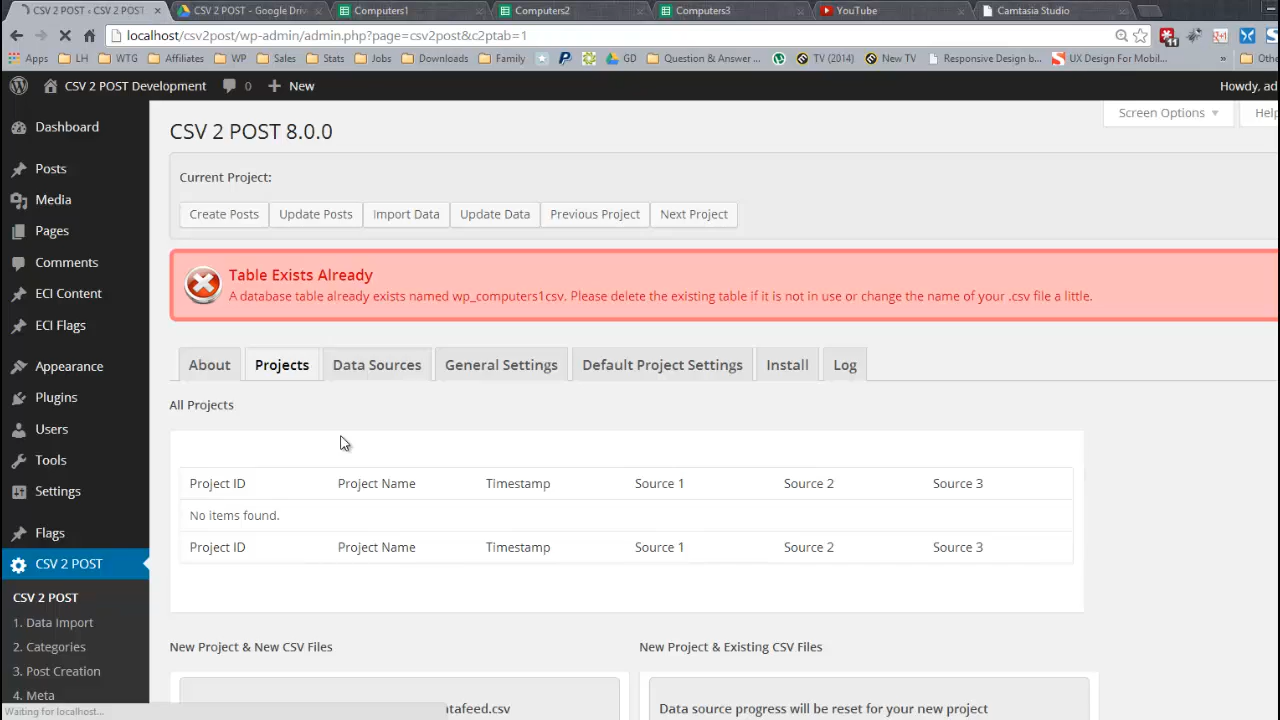 CSV 2 POST ‹ CSV 2 POST
CSV 2 POST - Google Driv
Computers1
Computers2
Computers3
YouTube
Camtasia Studio
localhost/csv2post/wp-admin/admin.php?page=csv2post&c2ptab=1
11
Apps
LH
WTG
Affiliates
WP
Sales
Stats
Jobs
Downloads
Family
GD
Question & Answer ...
TV (2014)
New TV
Responsive Design b...
UX Design For Mobil...
»
CSV 2 POST Development
0
New
Howdy, ad
Screen Options
Help
Dashboard
Posts
Media
Pages
Comments
ECI Content
ECI Flags
Appearance
Plugins
Users
Tools
Settings
Flags
CSV 2 POST
CSV 2 POST
1. Data Import
2. Categories
3. Post Creation
4. Meta
CSV 2 POST 8.0.0
Current Project:
Create Posts
Update Posts
Import Data
Update Data
Previous Project
Next Project
Table Exists Already
A database table already exists named wp_computers1csv. Please delete the existing table if it is not in use or change the name of your .csv file a little.
About
Projects
Data Sources
General Settings
Default Project Settings
Install
Log
All Projects
Project ID Project Name Timestamp Source 1 Source 2 Source 3
No items found.
Project ID Project Name Timestamp Source 1 Source 2 Source 3
New Project & New CSV Files
New Project & Existing CSV Files
atafeed.csv
Data source progress will be reset for your new project
Waiting for localhost...